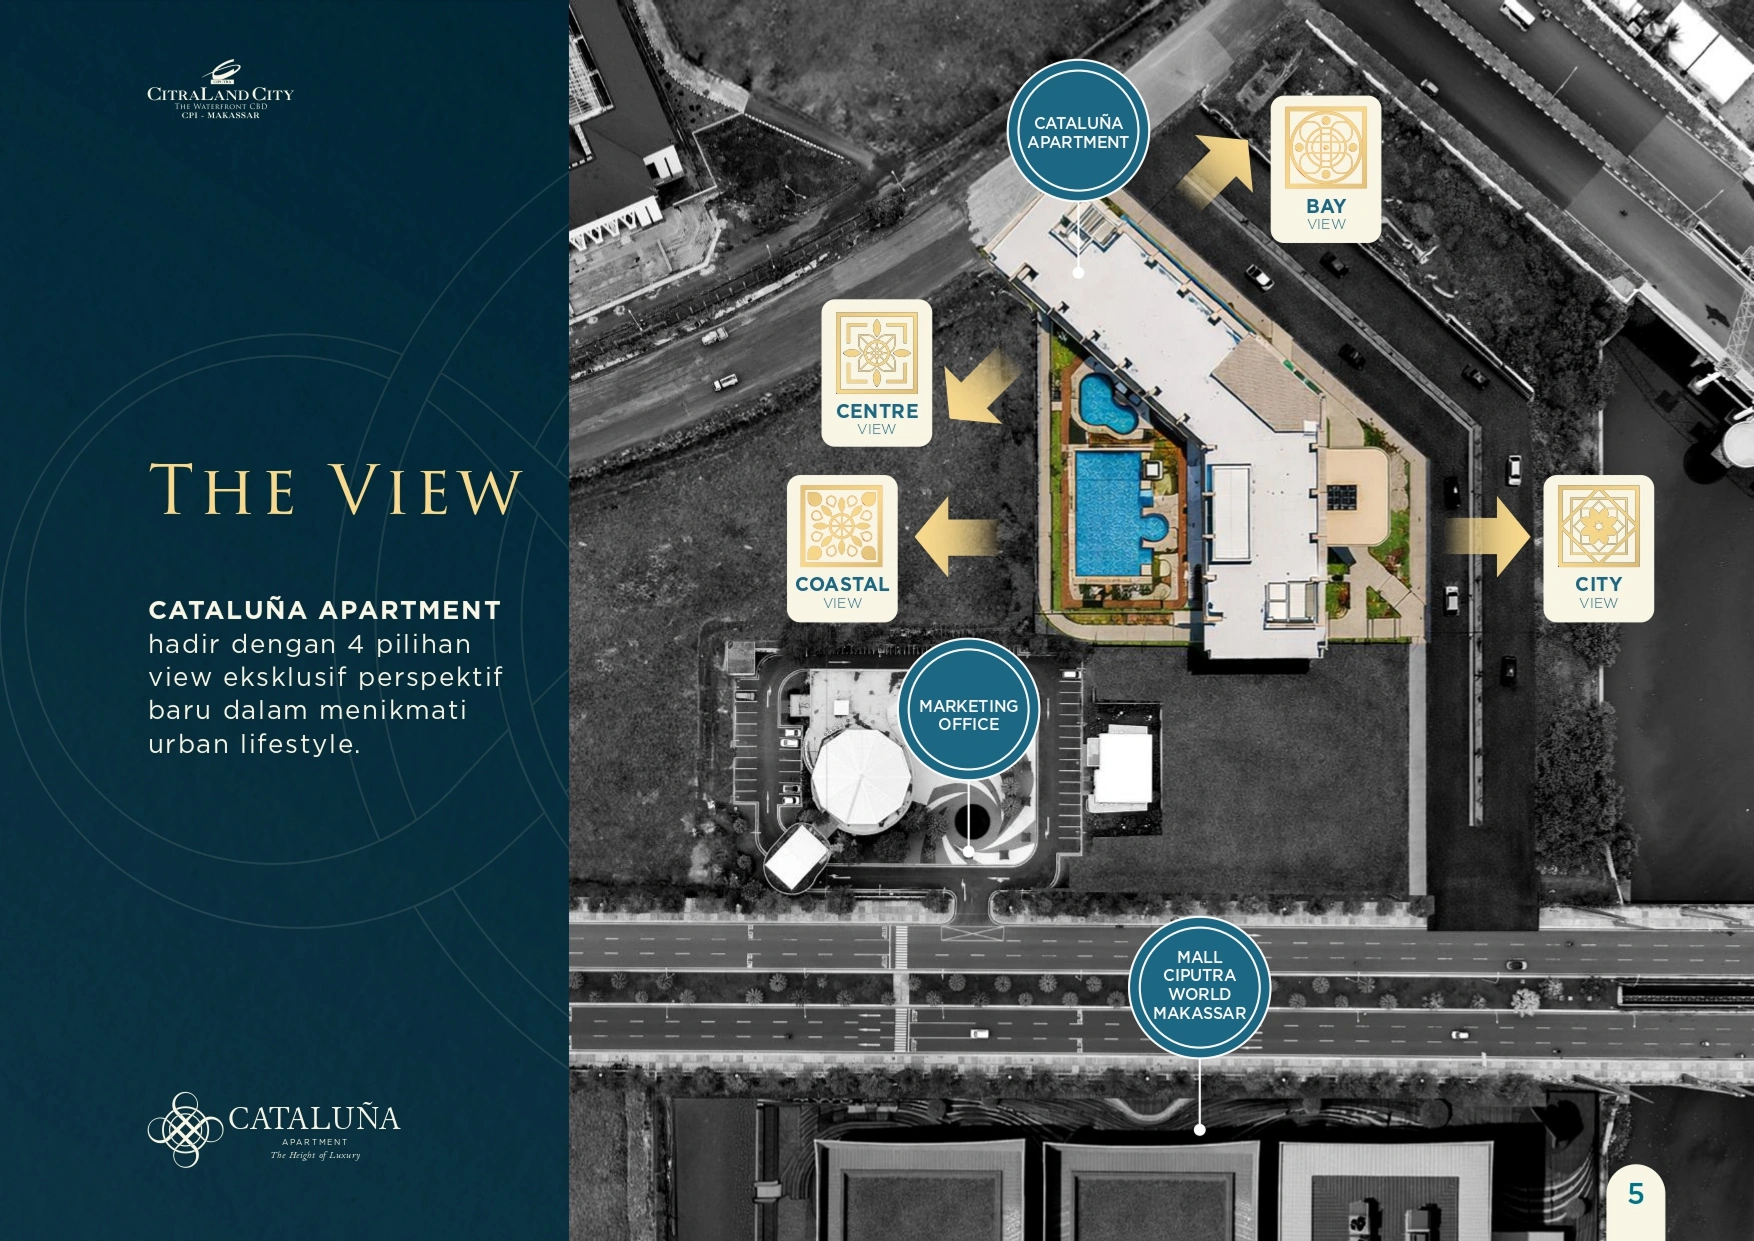 CITRALAND CITY
THE WATERFRONT CBD
CPI - MAKASSAR
THE VIEW
CATALUÑA APARTMENT
hadir dengan 4 pilihan
view eksklusif perspektif
baru dalam menikmati
urban lifestyle.
CATALUÑA
APARTMENT
The Height of Luxury
CATALUÑA
APARTMENT
BAY
VIEW
CENTRE
VIEW
COASTAL
VIEW
CITY
VIEW
MARKETING
OFFICE
MALL
CIPUTRA
WORLD
MAKASSAR
5